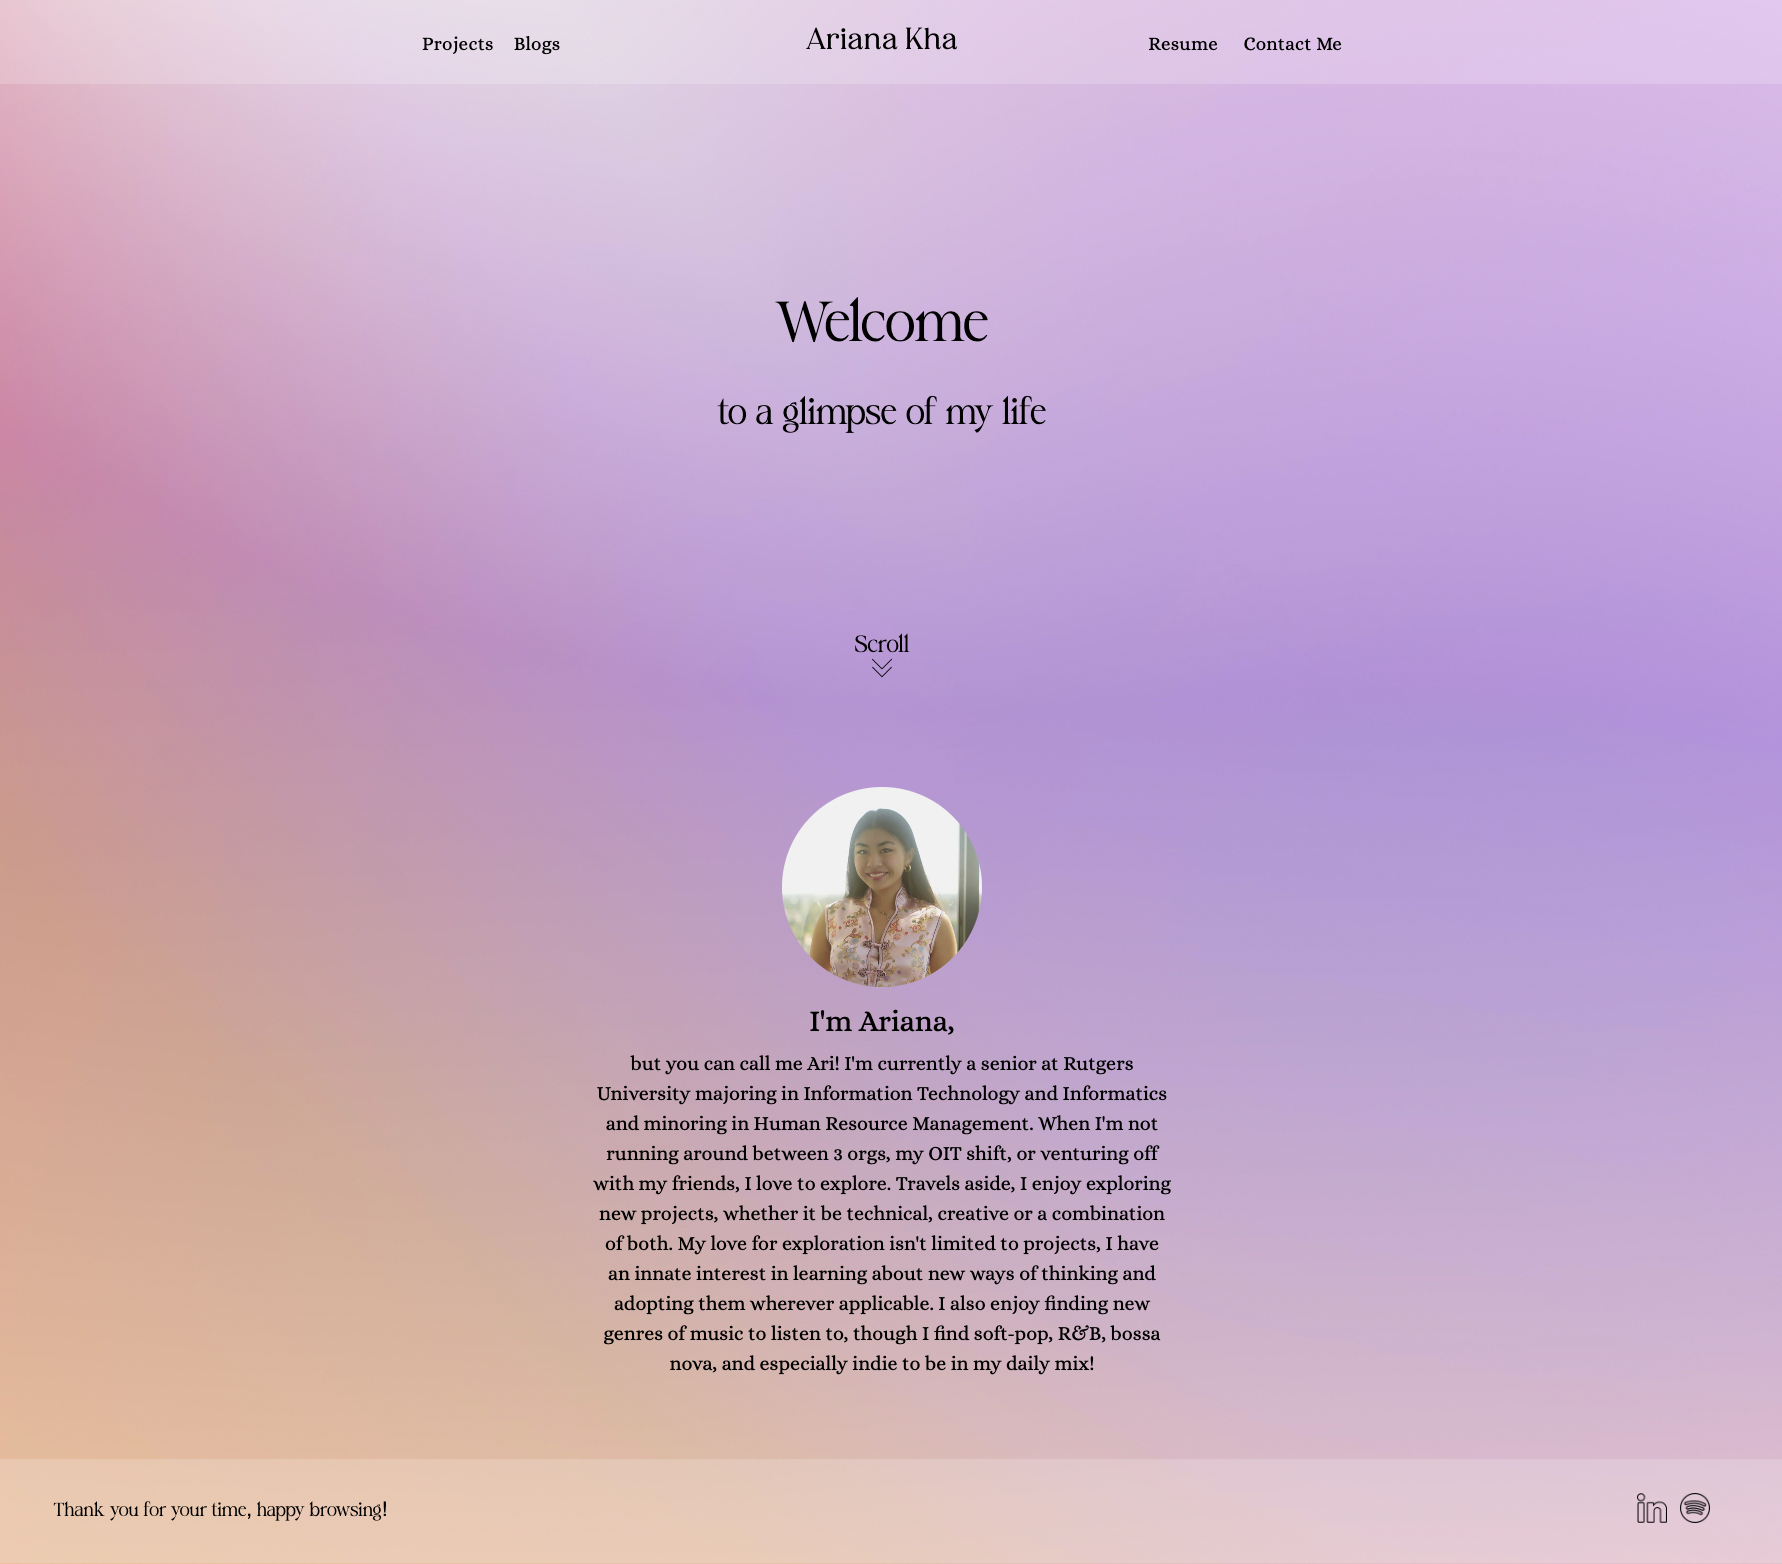 Projects Blogs Ariana Kha Resume Contact Me
Welcome
to a glimpse of my life
Scroll
I'm Ariana,
but you can call me Ari! I'm currently a senior at Rutgers
University majoring in Information Technology and Informatics
and minoring in Human Resource Management. When I'm not
running around between 3 orgs, my OIT shift, or venturing off
with my friends, I love to explore. Travels aside, I enjoy exploring
new projects, whether it be technical, creative or a combination
of both. My love for exploration isn't limited to projects, I have
an innate interest in learning about new ways of thinking and
adopting them wherever applicable. I also enjoy finding new
genres of music to listen to, though I find soft-pop, R&B, bossa
nova, and especially indie to be in my daily mix!
Thank you for your time, happy browsing!
in